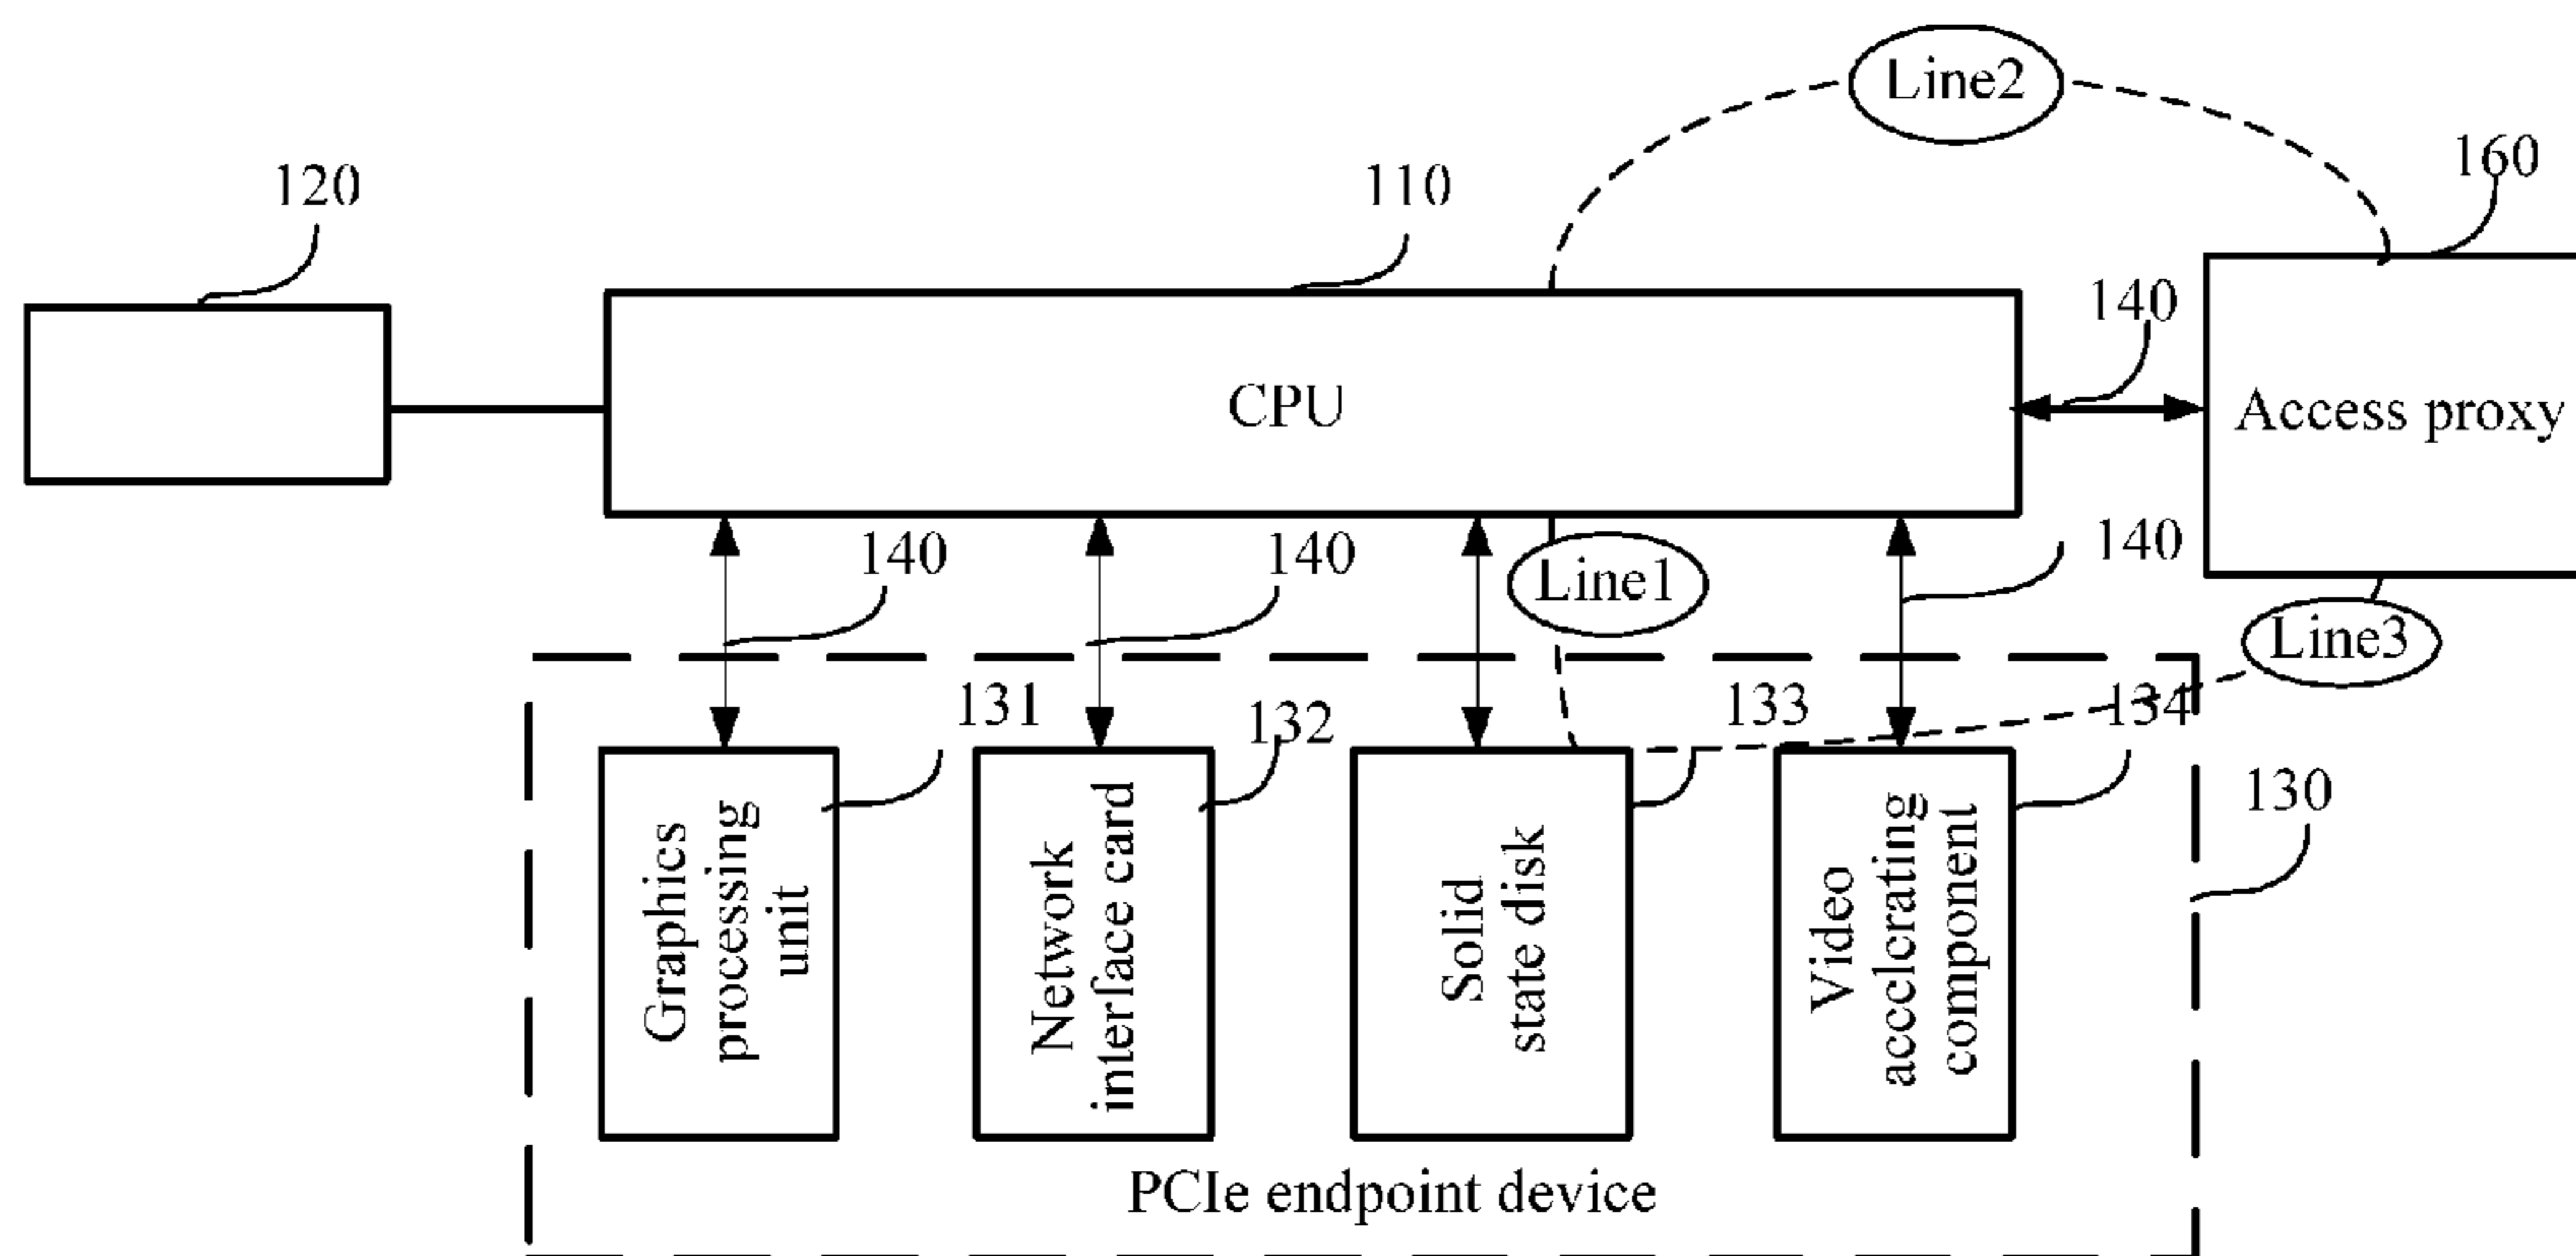 Line2
160
120
110
140
CPU
Access proxy
140
140
140
Line1
Line3
131
132
133
134
130
Graphics
processing
unit
Network
interface card
Solid
state disk
Video
acclcrating
component
PCIe endpoint device